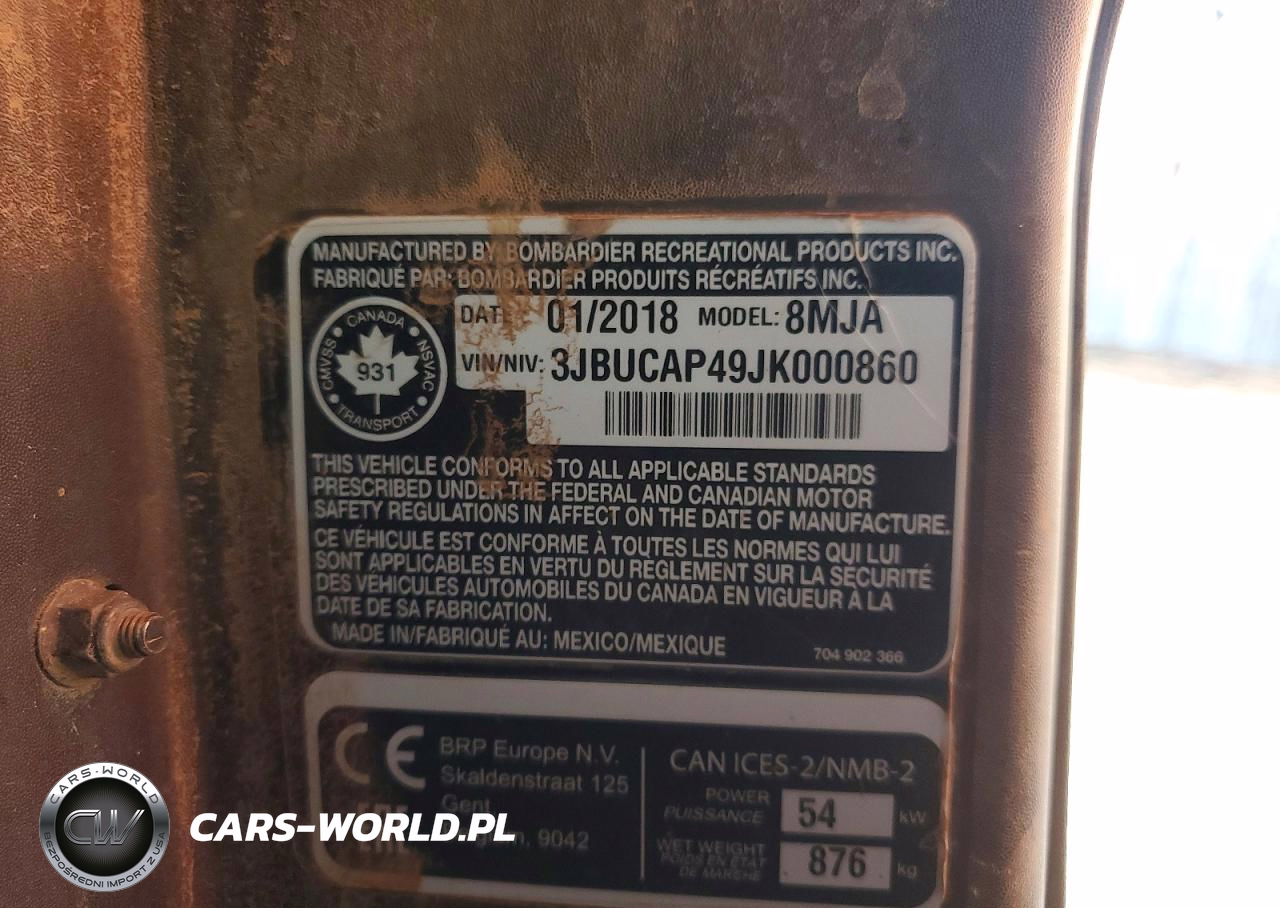 MANUFACTURED BY: BOMBARDIER RECREATIONAL PRODUCTS INC.
FABRIQUÉ PAR: BOMBARDIER PRODUITS RÉCRÉATIFS INC.
CANADA
CMVSS
NSVAC
931
TRANSPORT
DATE 01/2018 MODEL: 8MJA
VIN/NIV: 3JBUCAP49JK000860
THIS VEHICLE CONFORMS TO ALL APPLICABLE STANDARDS
PRESCRIBED UNDER THE FEDERAL AND CANADIAN MOTOR
SAFETY REGULATIONS IN AFFECT ON THE DATE OF MANUFACTURE.
CE VÉHICULE EST CONFORME À TOUTES LES NORMES QUI LUI
SONT APPLICABLES EN VERTU DU RÈGLEMENT SUR LA SÉCURITÉ
DES VÉHICULES AUTOMOBILES DU CANADA EN VIGUEUR À LA
DATE DE SA FABRICATION.
MADE IN/FABRIQUÉ AU: MEXICO/MEXIQUE
704 902 366
CE
BRP Europe N.V.
Skaldenstraat 125
Gent
9042
CAN ICES-2/NMB-2
POWER
PUISSANCE 54 kW
WET WEIGHT
POIDS EN ÉTAT
DE MARCHE 876 kg
CARS-WORLD
CW
BEZPOŚREDNI IMPORT Z USA
CARS-WORLD.PL